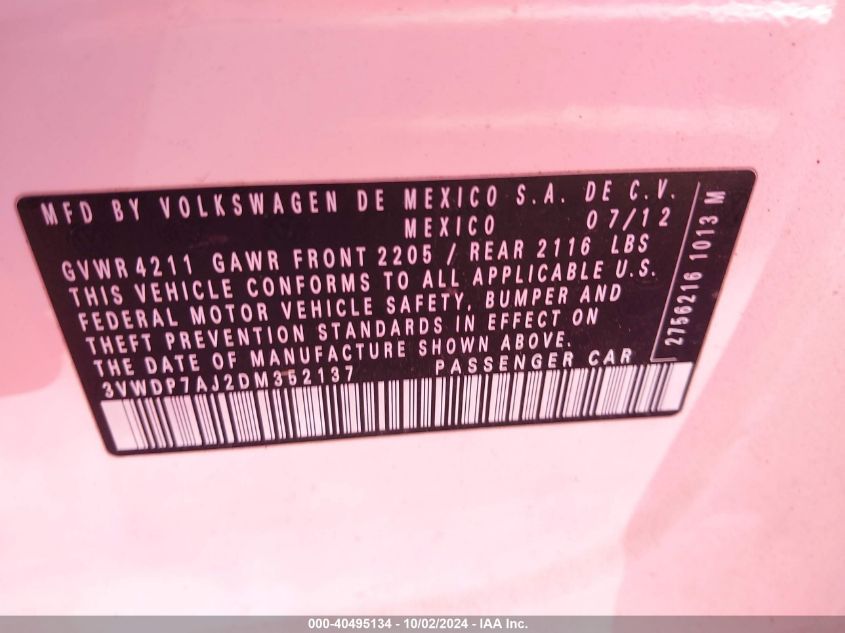 MFD BY VOLKSWAGEN DE MEXICO S.A. DE C.V.
MEXICO 07/12
GVWR 4211 GAWR FRONT 2205 / REAR 2116 LBS
THIS VEHICLE CONFORMS TO ALL APPLICABLE U.S.
FEDERAL MOTOR VEHICLE SAFETY, BUMPER AND
THEFT PREVENTION STANDARDS IN EFFECT ON
THE DATE OF MANUFACTURE SHOWN ABOVE.
3VWDP7AJ2DM352137 PASSENGER CAR
2756216 1013 M
000-40495134 - 10/02/2024 - IAA Inc.